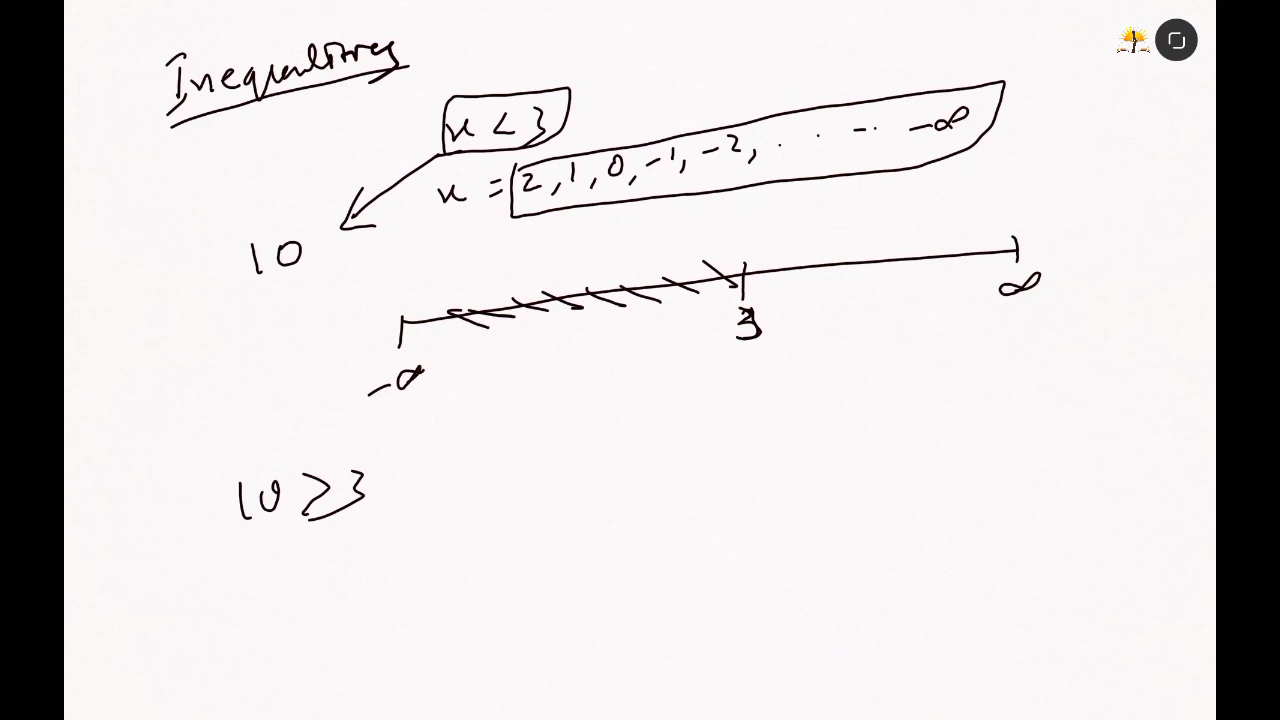 Inequalities
x < 3
x = 2, 1, 0, -1, -2, . . - . -∞
10
3
∞
-∞
10 ≥ 3